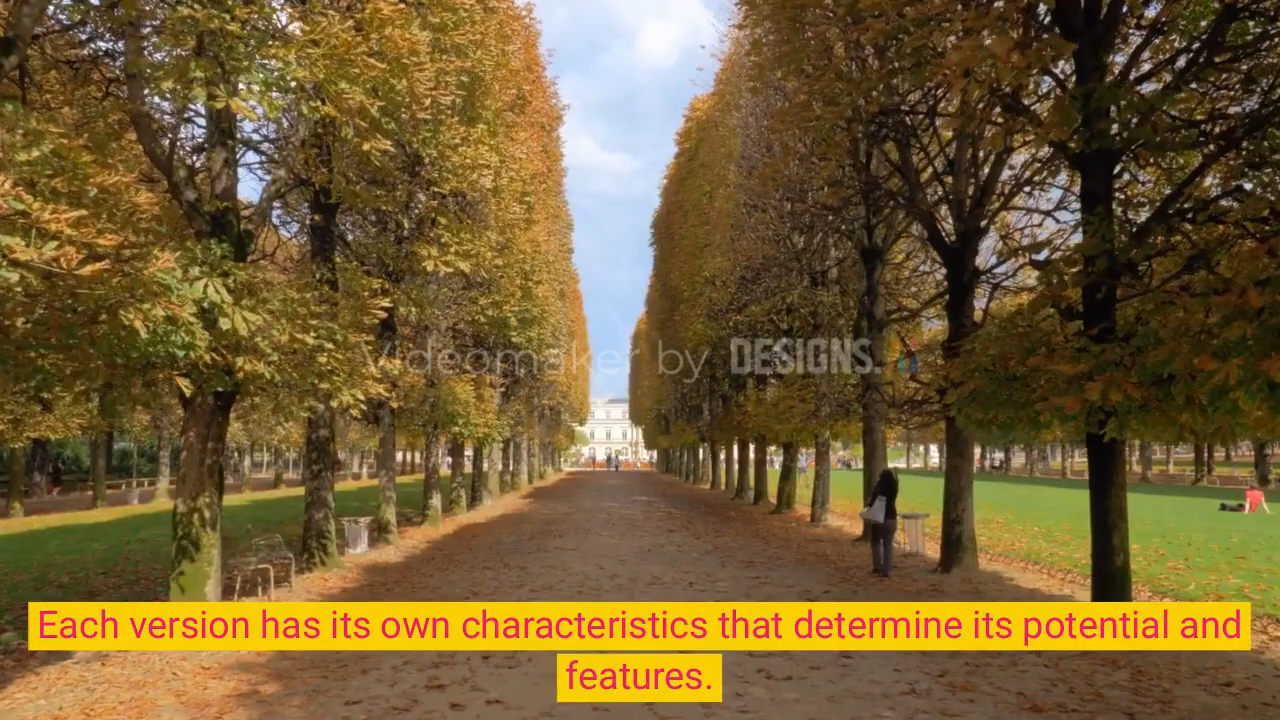 Videomaker by DESIGNS.
Each version has its own characteristics that determine its potential and
features.